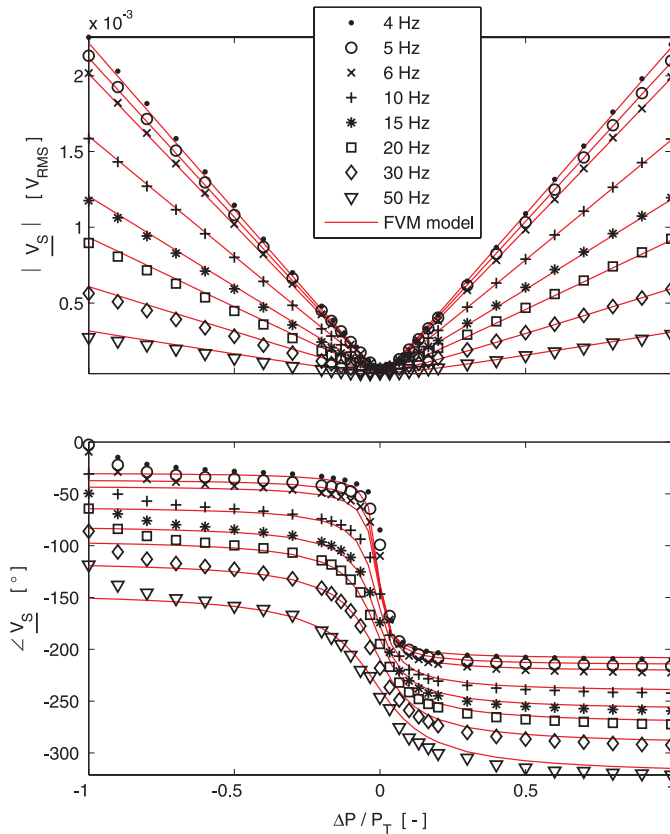 x 10⁻³
2
1.5
1
0.5
| V_S | [ V_RMS ]
4 Hz
5 Hz
6 Hz
10 Hz
15 Hz
20 Hz
30 Hz
50 Hz
FVM model
0
-50
-100
-150
-200
-250
-300
∠ V_S [ ° ]
-1
-0.5
0
0.5
ΔP / P_T [ - ]